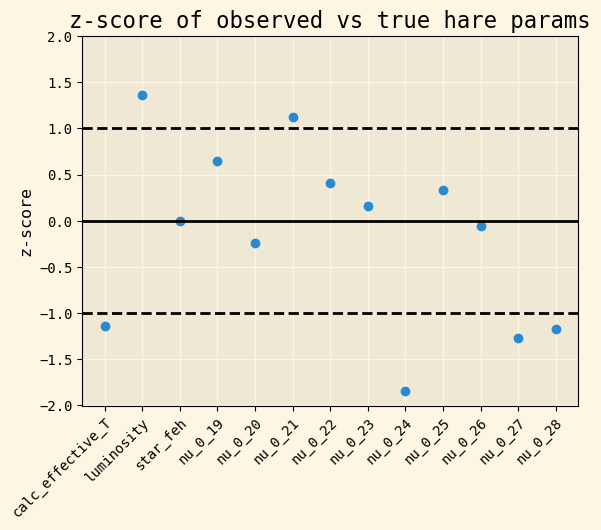 z-score of observed vs true hare params
2.0
1.5
1.0
0.5
0.0
−0.5
−1.0
−1.5
−2.0
z-score
calc_effective_T
luminosity
star_feh
nu_0_19
nu_0_20
nu_0_21
nu_0_22
nu_0_23
nu_0_24
nu_0_25
nu_0_26
nu_0_27
nu_0_28